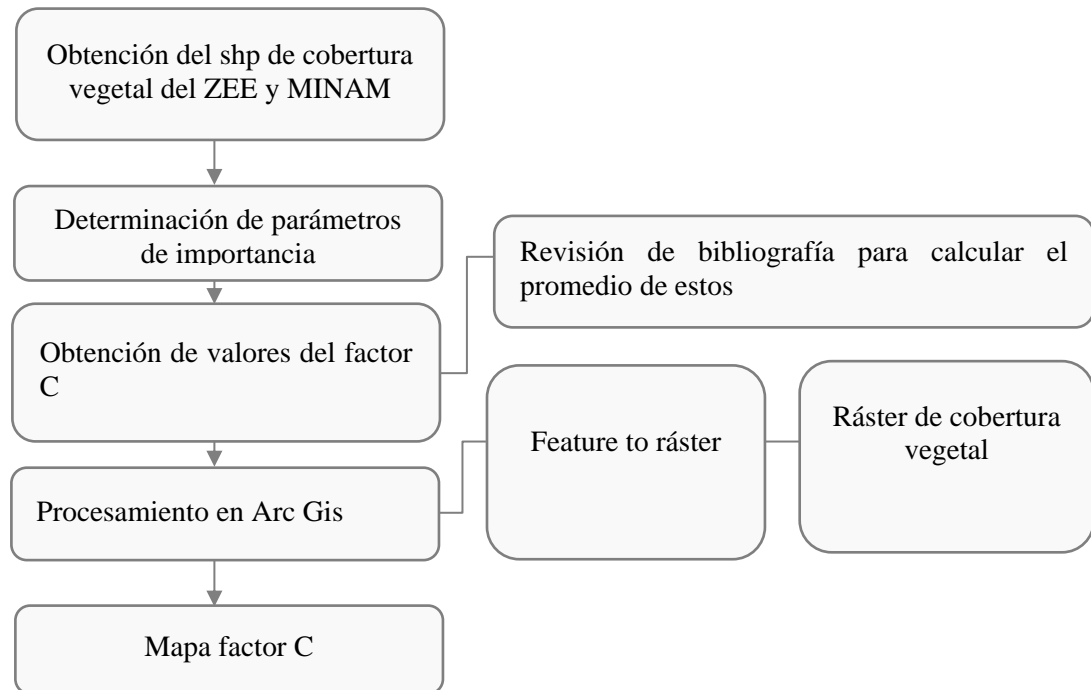 Obtención del shp de cobertura
vegetal del ZEE y MINAM
Determinación de parámetros
de importancia
Revisión de bibliografía para calcular el
promedio de estos
Obtención de valores del factor
C
Feature to ráster
Ráster de cobertura
vegetal
Procesamiento en Arc Gis
Mapa factor C